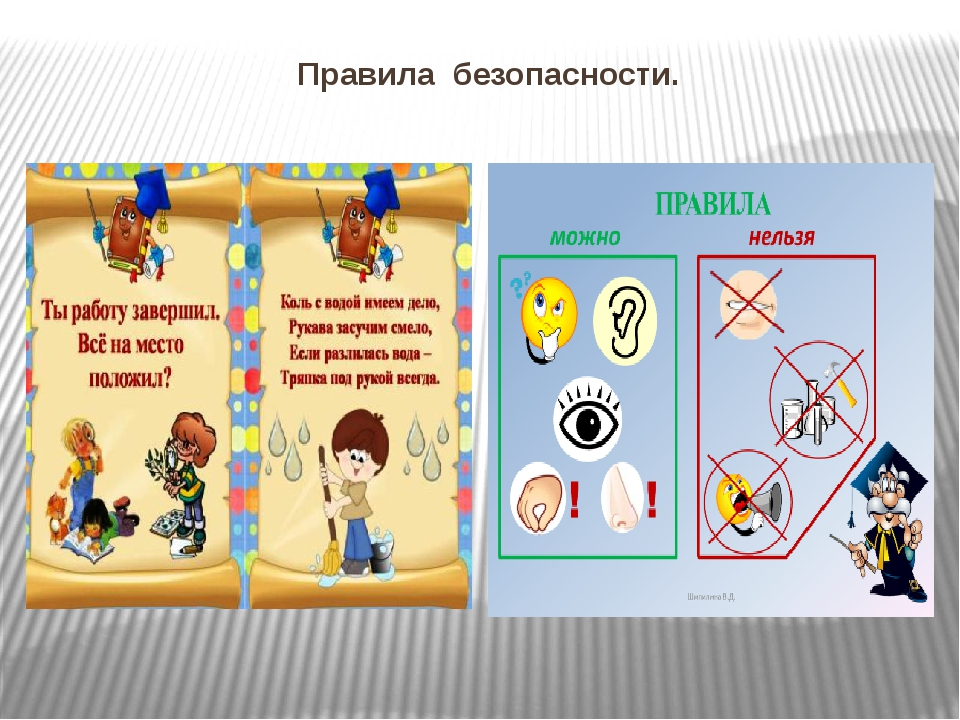 Правила безопасности.
Ты работу завершил.
Всё на место
положил?
Коль с водой имеем дело,
Рукава засучим смело,
Если разлилась вода –
Тряпка под рукой всегда.
ПРАВИЛА
можно
нельзя
??
!
!